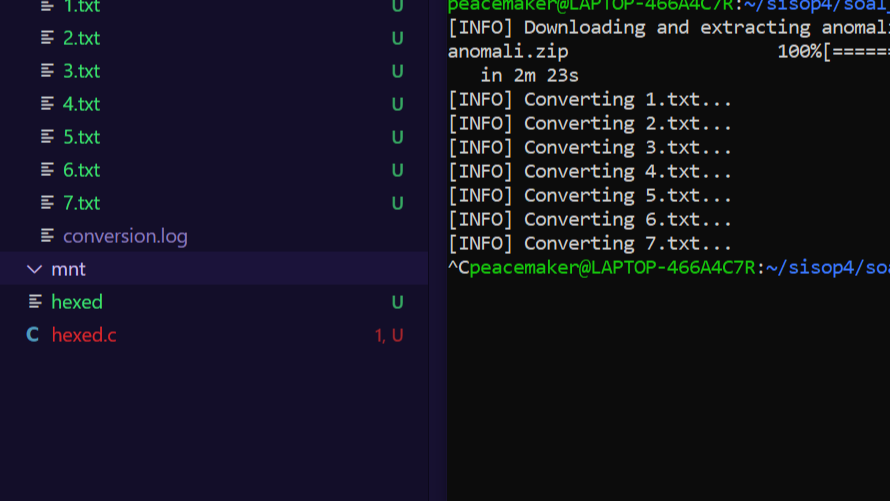 1.txt U
2.txt U
3.txt U
4.txt U
5.txt U
6.txt U
7.txt U
conversion.log
mnt
hexed U
C hexed.c 1, U
peacemaker@LAPTOP-466A4C7R:~/sisop4/soal_
[INFO] Downloading and extracting anomali
anomali.zip 100%[======
in 2m 23s
[INFO] Converting 1.txt...
[INFO] Converting 2.txt...
[INFO] Converting 3.txt...
[INFO] Converting 4.txt...
[INFO] Converting 5.txt...
[INFO] Converting 6.txt...
[INFO] Converting 7.txt...
^Cpeacemaker@LAPTOP-466A4C7R:~/sisop4/soa